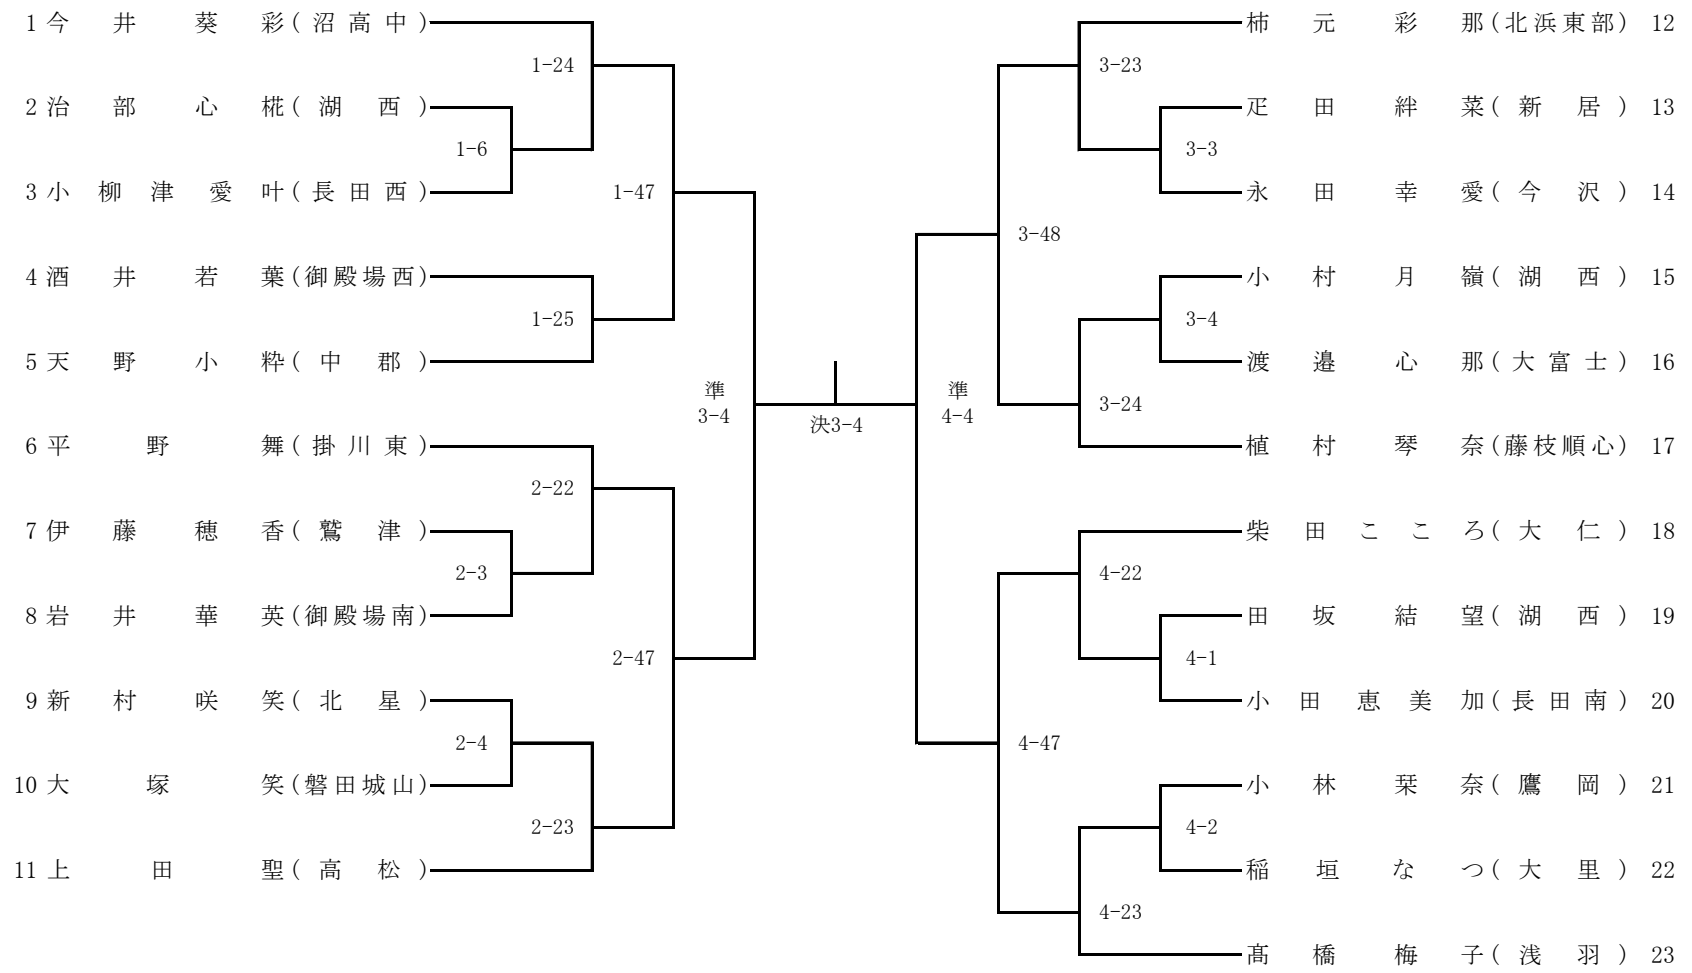 1 今井葵彩(沼高中)
1-24
2 治部心椛(湖西)
1-6
3 小柳津愛叶(長田西)
1-47
4 酒井若葉(御殿場西)
1-25
5 天野小粋(中郡)
準
3-4
6 平野舞(掛川東)
2-22
7 伊藤穂香(鷲津)
2-3
8 岩井華英(御殿場南)
2-47
9 新村咲笑(北星)
2-4
10 大塚笑(磐田城山)
2-23
11 上田聖(高松)
決3-4
柿元彩那(北浜東部) 12
3-23
疋田絆菜(新居) 13
3-3
永田幸愛(今沢) 14
3-48
小村月嶺(湖西) 15
3-4
渡邉心那(大富士) 16
3-24
準
4-4
植村琴奈(藤枝順心) 17
柴田こころ(大仁) 18
4-22
田坂結望(湖西) 19
4-1
小田恵美加(長田南) 20
4-47
小林栞奈(鷹岡) 21
4-2
稲垣なつ(大里) 22
4-23
髙橋梅子(浅羽) 23